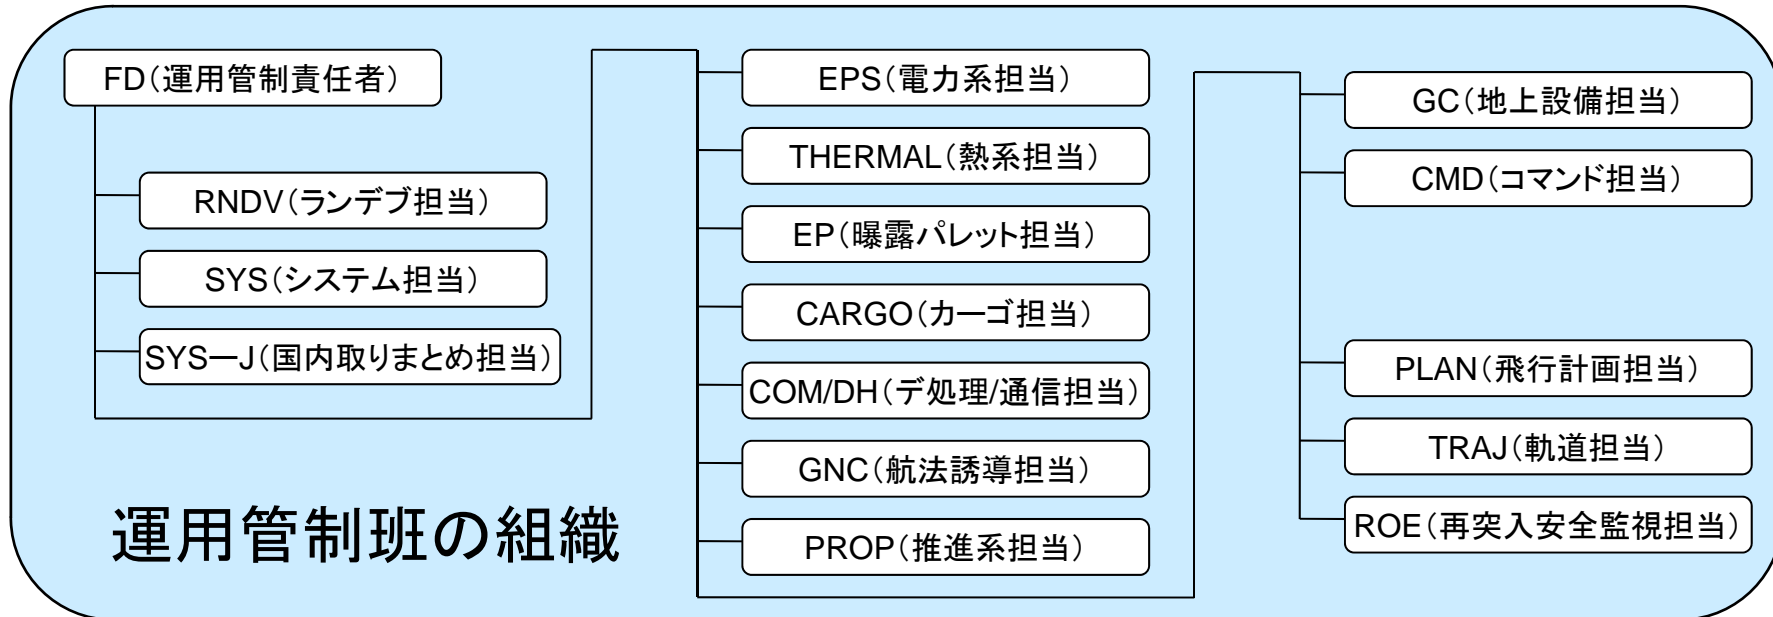 FD(運用管制責任者)
RNDV(ランデブ担当)
SYS(システム担当)
SYSーJ(国内取りまとめ担当)
運用管制班の組織
EPS(電力系担当)
THERMAL(熱系担当)
EP(曝露パレット担当)
CARGO(カーゴ担当)
COM/DH(デ処理/通信担当)
GNC(航法誘導担当)
PROP(推進系担当)
GC(地上設備担当)
CMD(コマンド担当)
PLAN(飛行計画担当)
TRAJ(軌道担当)
ROE(再突入安全監視担当)